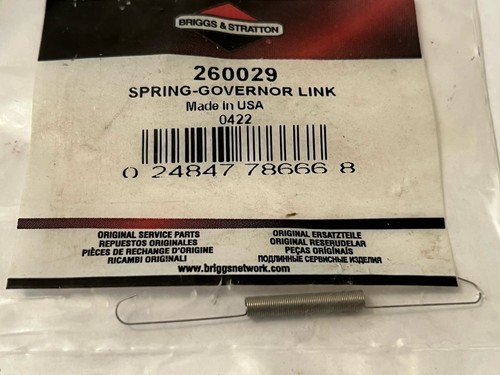 BRIGGS & STRATTON
260029
SPRING-GOVERNOR LINK
Made in USA
0422
0 24847 78666 8
ORIGINAL SERVICE PARTS
REPUESTOS ORIGINALES
PIÈCES DE RECHANGE D'ORIGINE
RICAMBI ORIGINALI
ORIGINAL ERSATZTEILE
ORIGINAL RESERUDELAR
PEÇAS ORIGÍNAIS
ПОДЛИННЫЕ СЕРВИСНЫЕ ИЗДЕЛИЯ
www.briggsnetwork.com